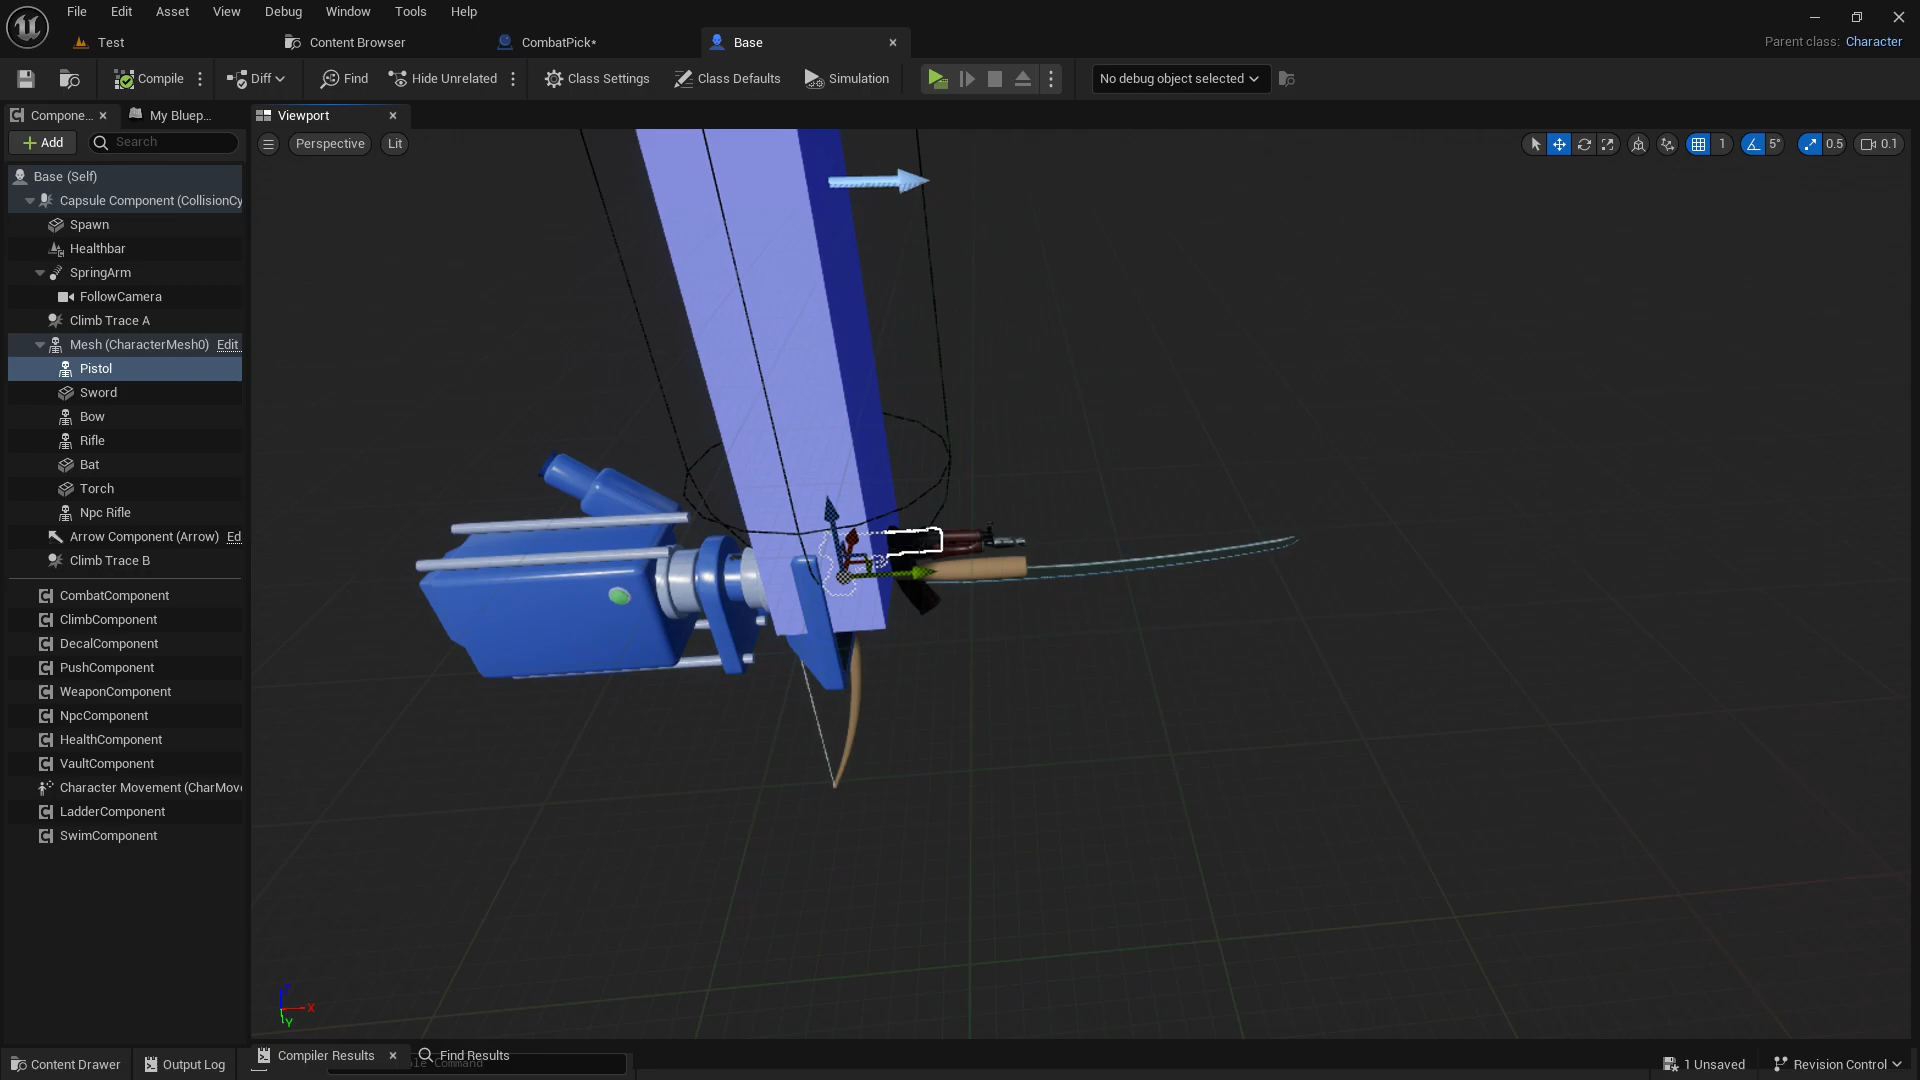 File Edit Asset View Debug Window Tools Help
Test Content Browser CombatPick* Base
Parent class: Character
Compile Diff Find Hide Unrelated Class Settings Class Defaults Simulation No debug object selected
Compone... My Bluep... Viewport
Add Search Perspective Lit 1 5° 0.5 0.1
Base (Self)
Capsule Component (CollisionCy
Spawn
Healthbar
SpringArm
FollowCamera
Climb Trace A
Mesh (CharacterMesh0) Edit
Pistol
Sword
Bow
Rifle
Bat
Torch
Npc Rifle
Arrow Component (Arrow) Ed
Climb Trace B
CombatComponent
ClimbComponent
DecalComponent
PushComponent
WeaponComponent
NpcComponent
HealthComponent
VaultComponent
Character Movement (CharMove
LadderComponent
SwimComponent
Z X Y
Compiler Results Find Results
Content Drawer Output Log Command 1 Unsaved Revision Control